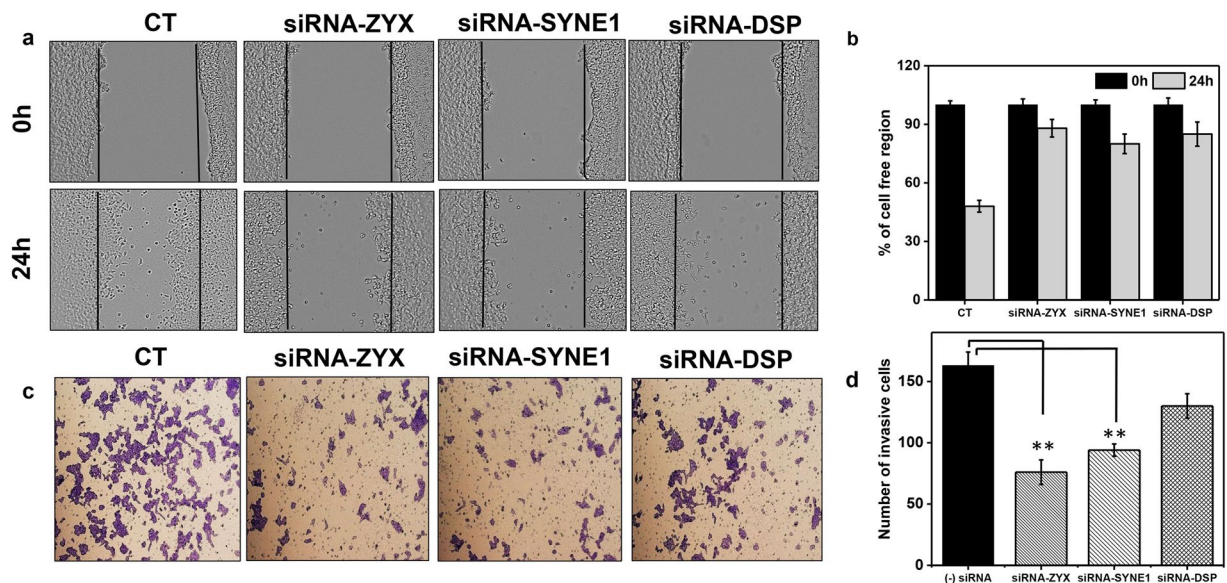 a
CT
siRNA-ZYX
siRNA-SYNE1
siRNA-DSP
0h
24h
b
120
90
60
30
0
% of cell free region
0h
24h
CT
siRNA-ZYX
siRNA-SYNE1
siRNA-DSP
c
CT
siRNA-ZYX
siRNA-SYNE1
siRNA-DSP
d
150
100
50
0
Number of invasive cells
**
**
(-) siRNA
siRNA-ZYX
siRNA-SYNE1
siRNA-DSP